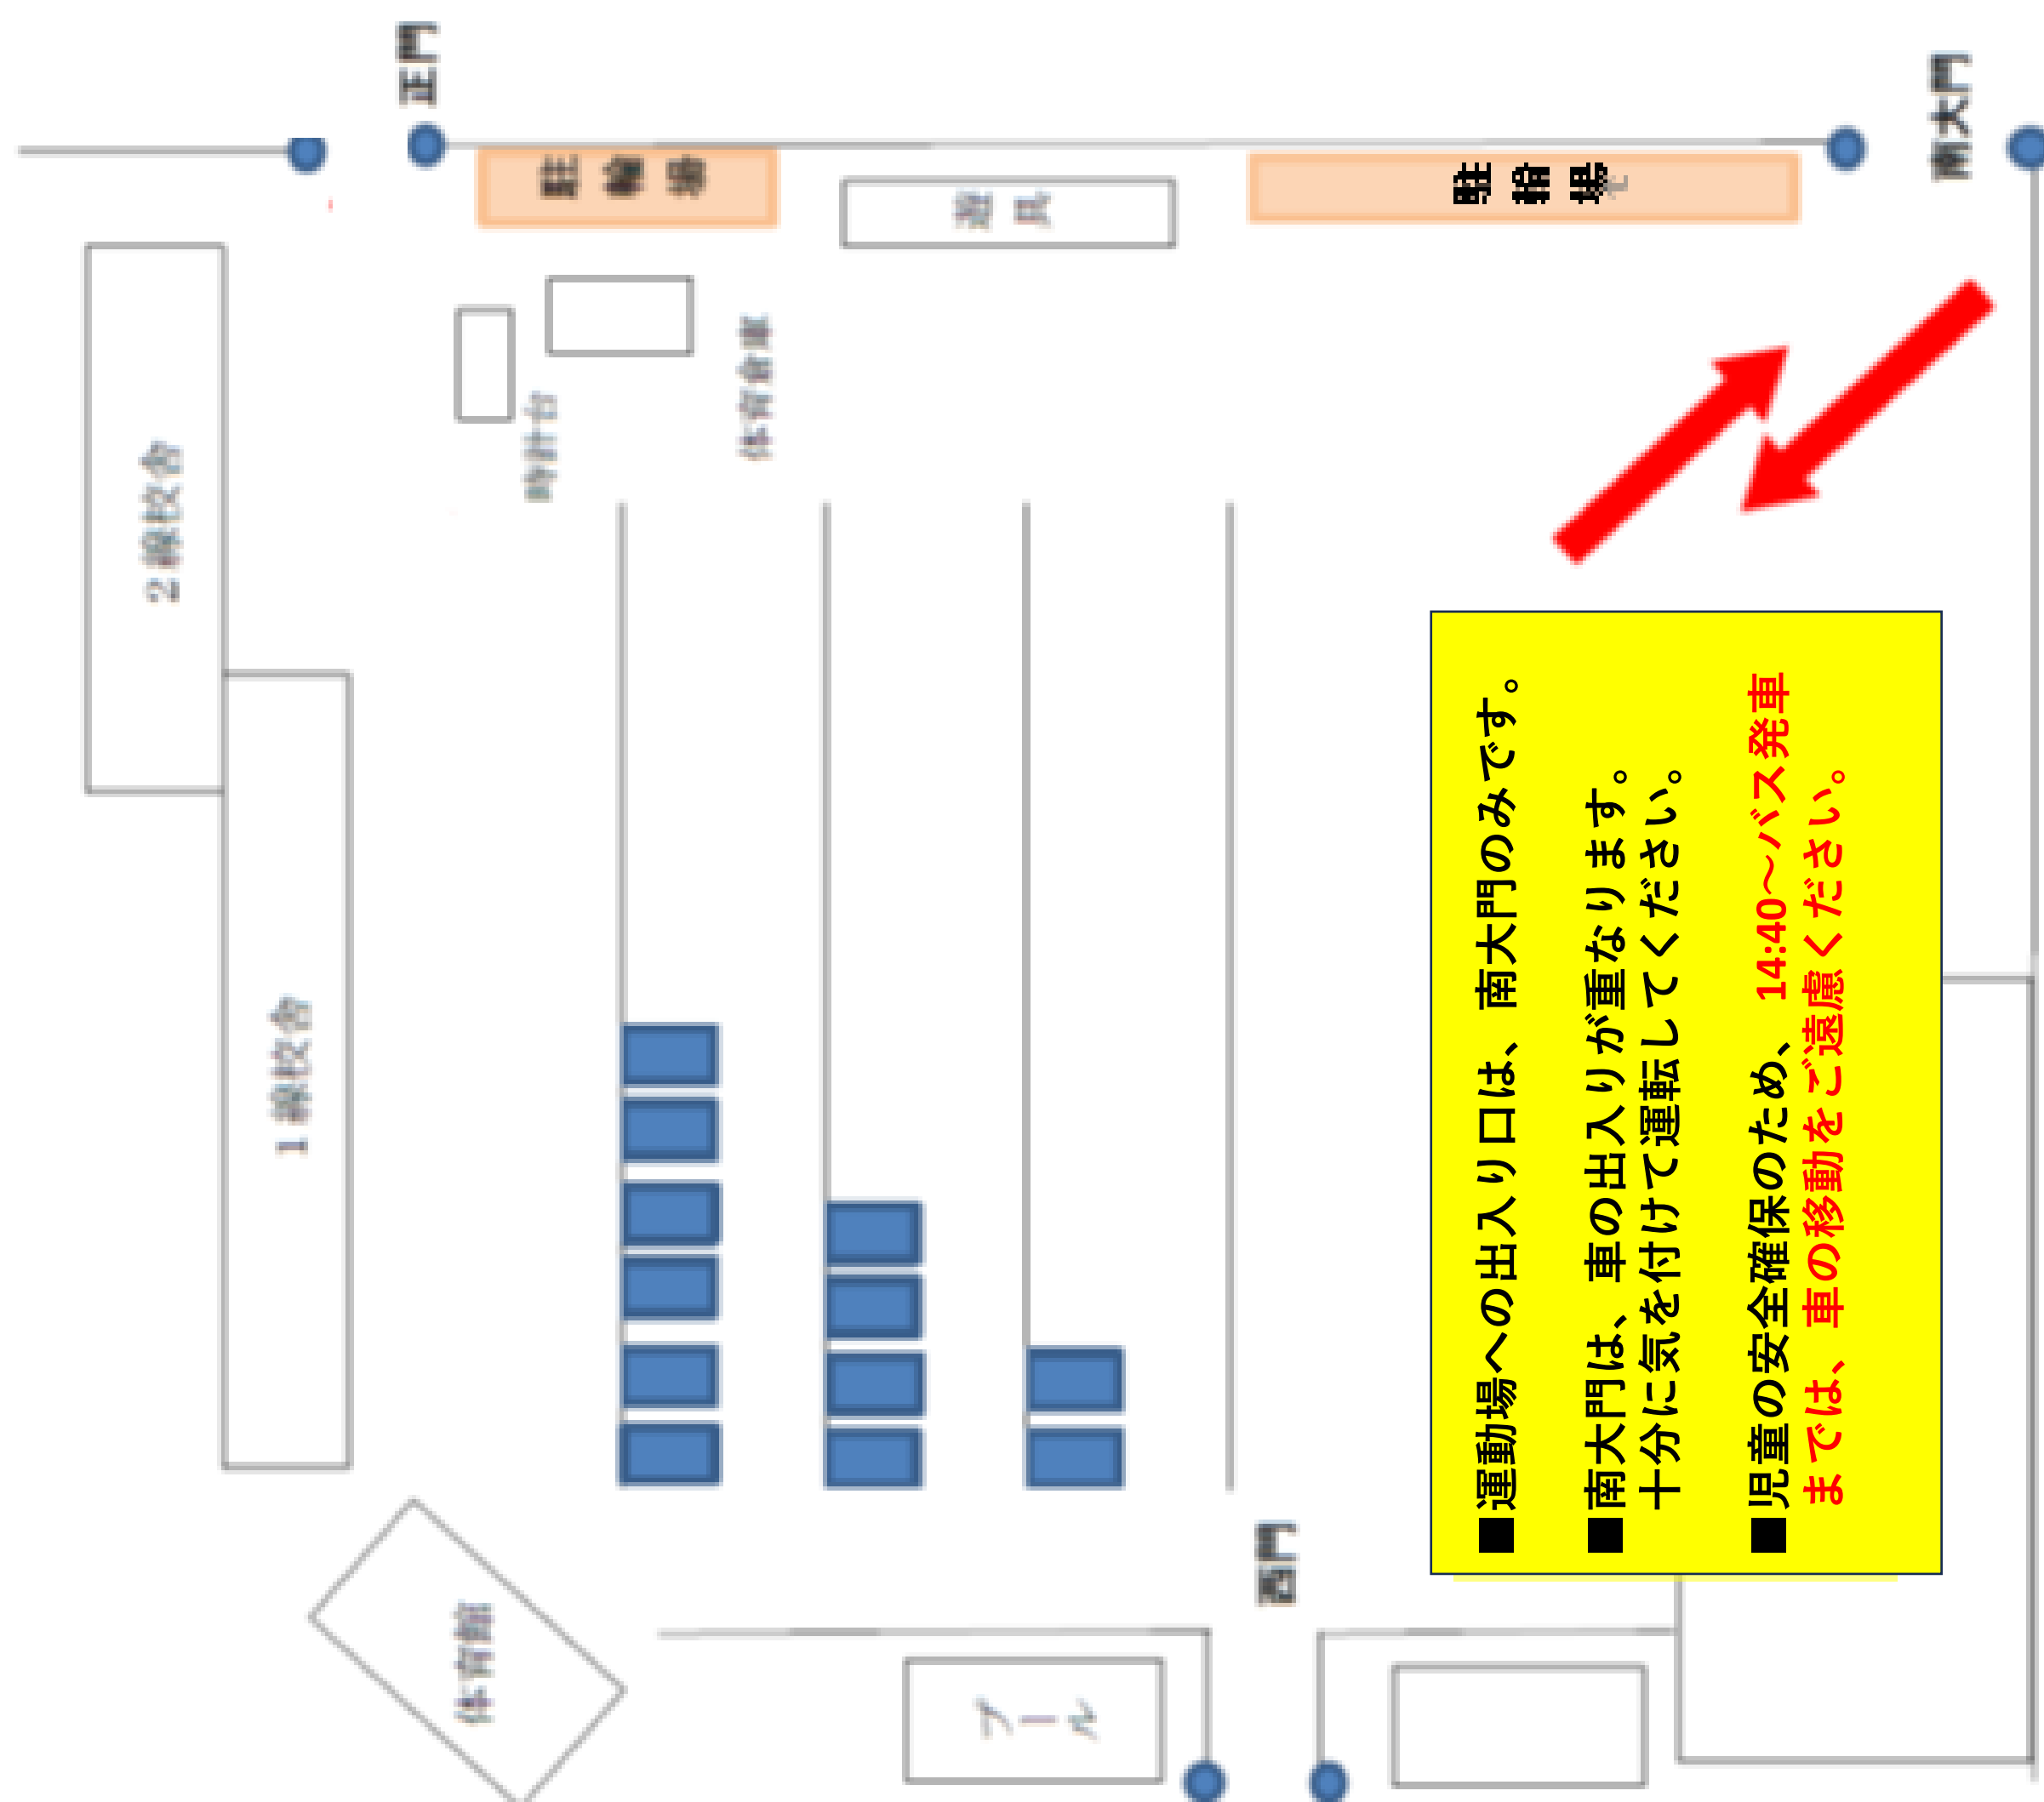 正門
南大門
駐輪場
遊具
駐輪場
体育倉庫
時計台
2線校舎
1線校舎
■運動場への出入り口は、南大門のみです。
■南大門は、車の出入りが重なります。
十分に気を付けて運転してください。
■児童の安全確保のため、14:40～バス発車
までは、車の移動をご遠慮ください。
西門
体育館
プール